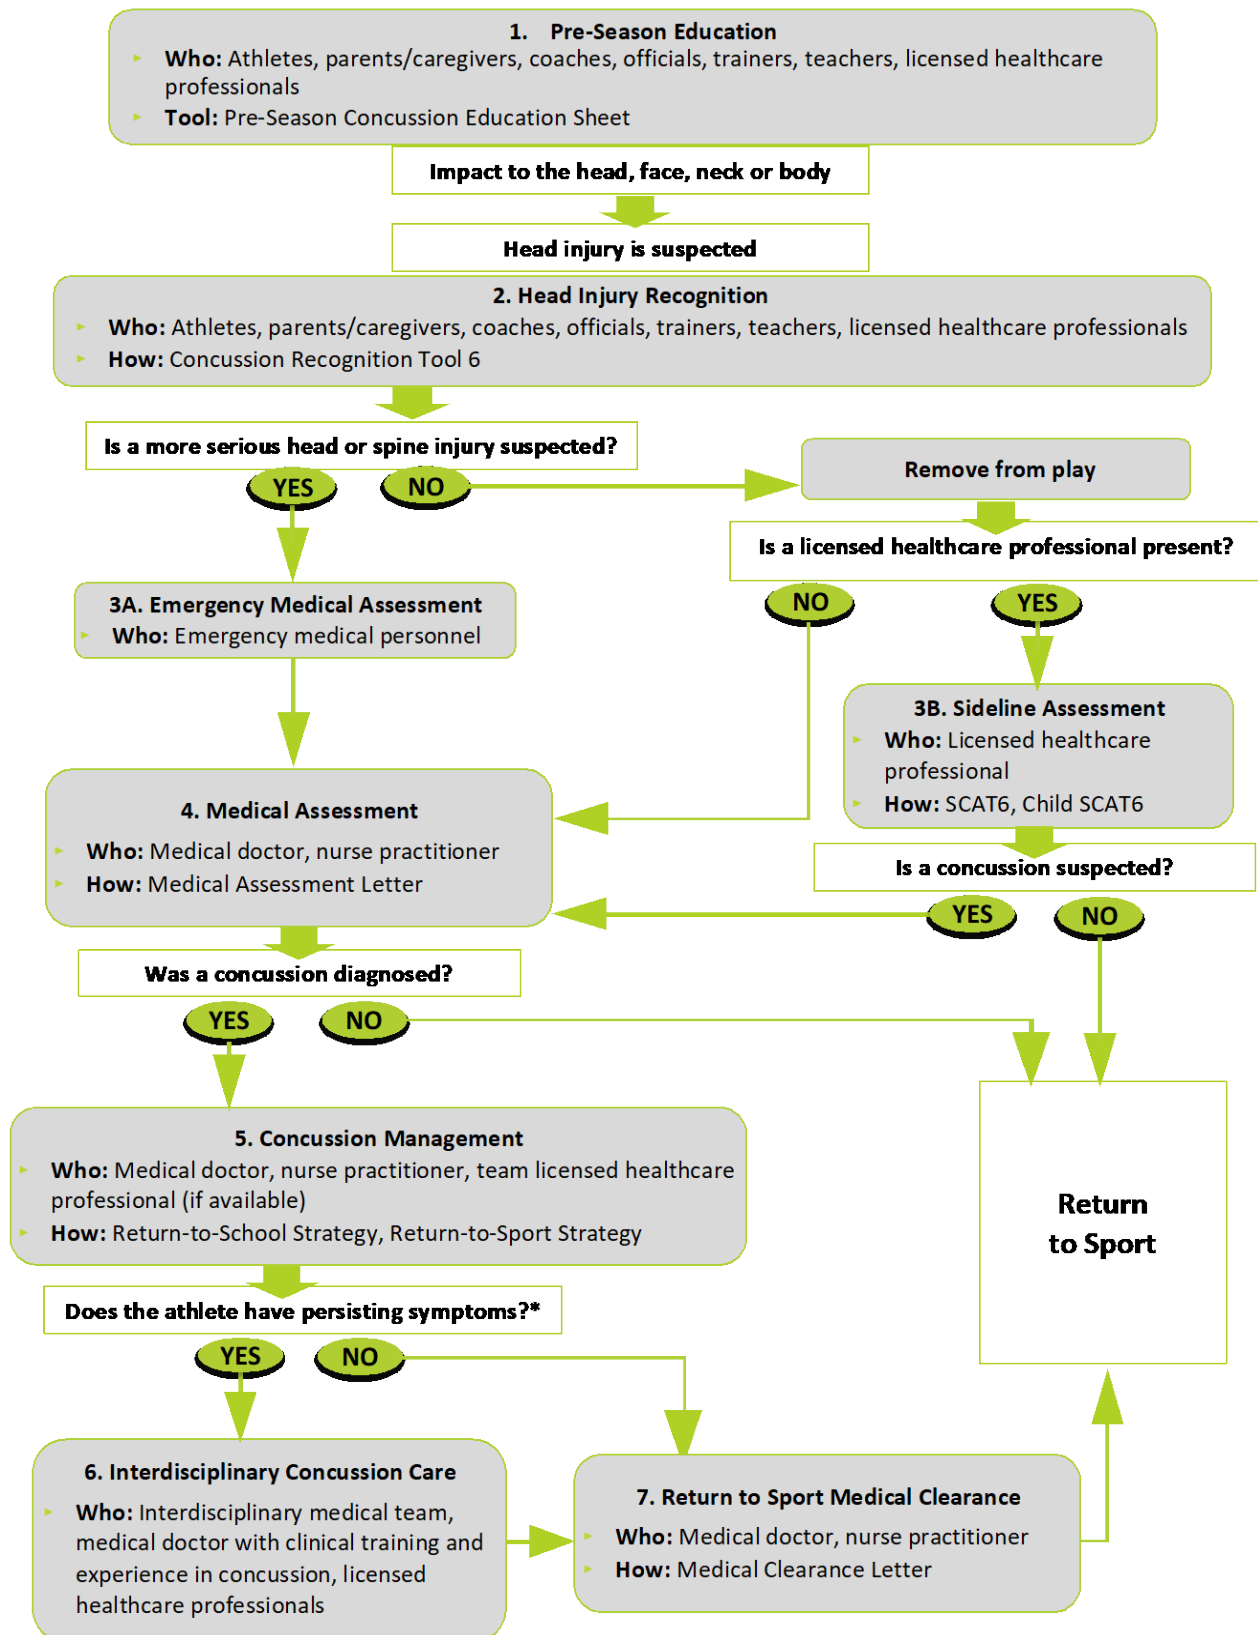 1. Pre-Season Education
Who: Athletes, parents/caregivers, coaches, officials, trainers, teachers, licensed healthcare
professionals
Tool: Pre-Season Concussion Education Sheet
Impact to the head, face, neck or body
Head injury is suspected
2. Head Injury Recognition
Who: Athletes, parents/caregivers, coaches, officials, trainers, teachers, licensed healthcare professionals
How: Concussion Recognition Tool 6
Is a more serious head or spine injury suspected?
YES
NO
Remove from play
Is a licensed healthcare professional present?
NO
YES
3A. Emergency Medical Assessment
Who: Emergency medical personnel
3B. Sideline Assessment
Who: Licensed healthcare
professional
How: SCAT6, Child SCAT6
Is a concussion suspected?
YES
NO
4. Medical Assessment
Who: Medical doctor, nurse practitioner
How: Medical Assessment Letter
Was a concussion diagnosed?
YES
NO
5. Concussion Management
Who: Medical doctor, nurse practitioner, team licensed healthcare
professional (if available)
How: Return-to-School Strategy, Return-to-Sport Strategy
Return
to Sport
Does the athlete have persisting symptoms?*
YES
NO
6. Interdisciplinary Concussion Care
Who: Interdisciplinary medical team,
medical doctor with clinical training and
experience in concussion, licensed
healthcare professionals
7. Return to Sport Medical Clearance
Who: Medical doctor, nurse practitioner
How: Medical Clearance Letter